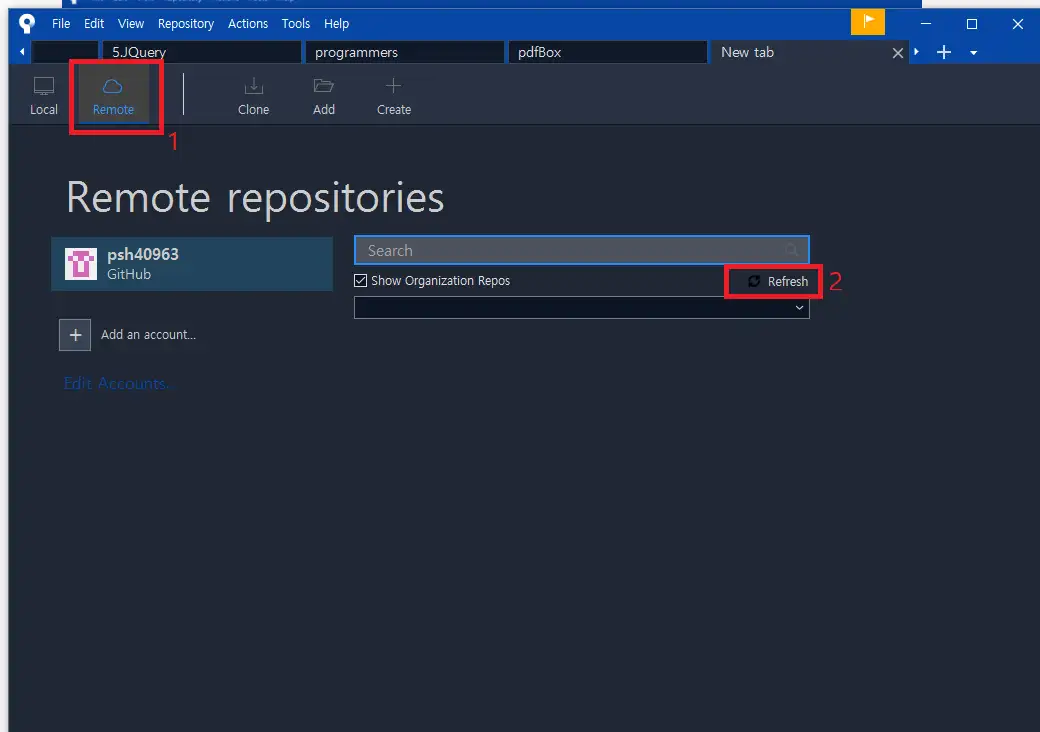 File Edit View Repository Actions Tools Help
5.JQuery programmers pdfBox New tab
Local Remote Clone Add Create
1
Remote repositories
psh40963
GitHub
Search
Show Organization Repos
Refresh 2
Add an account...
Edit Accounts.